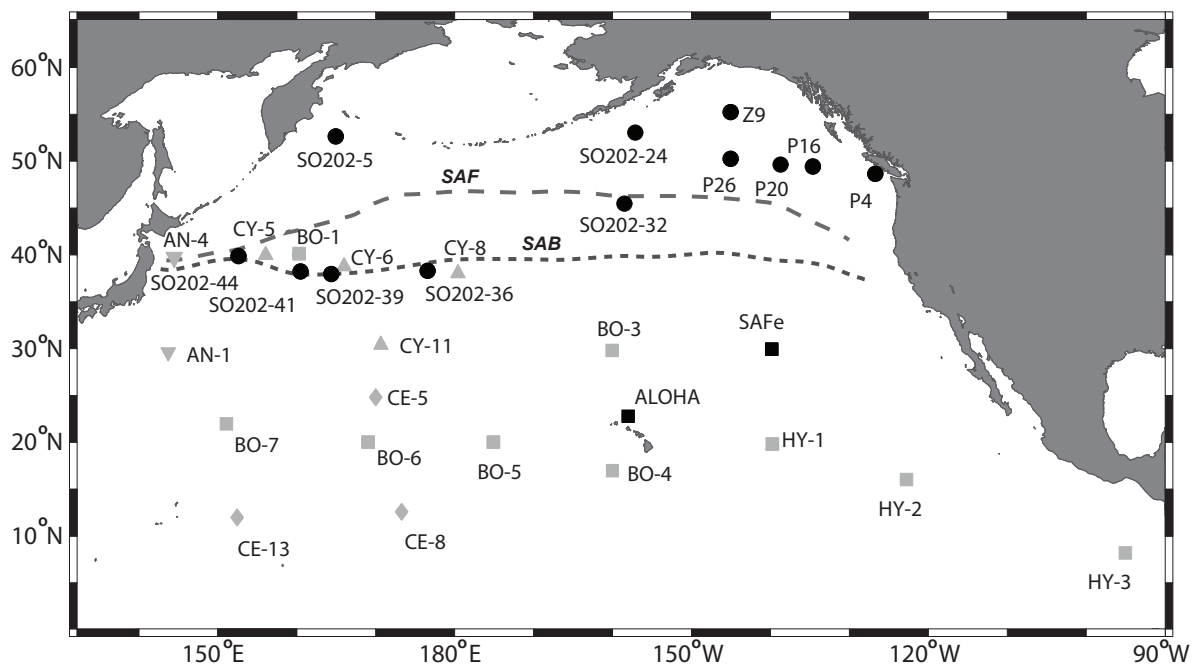 60°N
Z9
SO202-5
SO202-24
P16
50°N
P26
P20
P4
SAF
SO202-32
CY-5
BO-1
AN-4
CY-6
CY-8
SAB
40°N
SO202-44
SO202-41
SO202-39
SO202-36
30°N
AN-1
CY-11
BO-3
SAFe
CE-5
ALOHA
20°N
BO-7
BO-6
BO-5
BO-4
HY-1
HY-2
10°N
CE-13
CE-8
HY-3
150°E
180°E
150°W
120°W
90°W